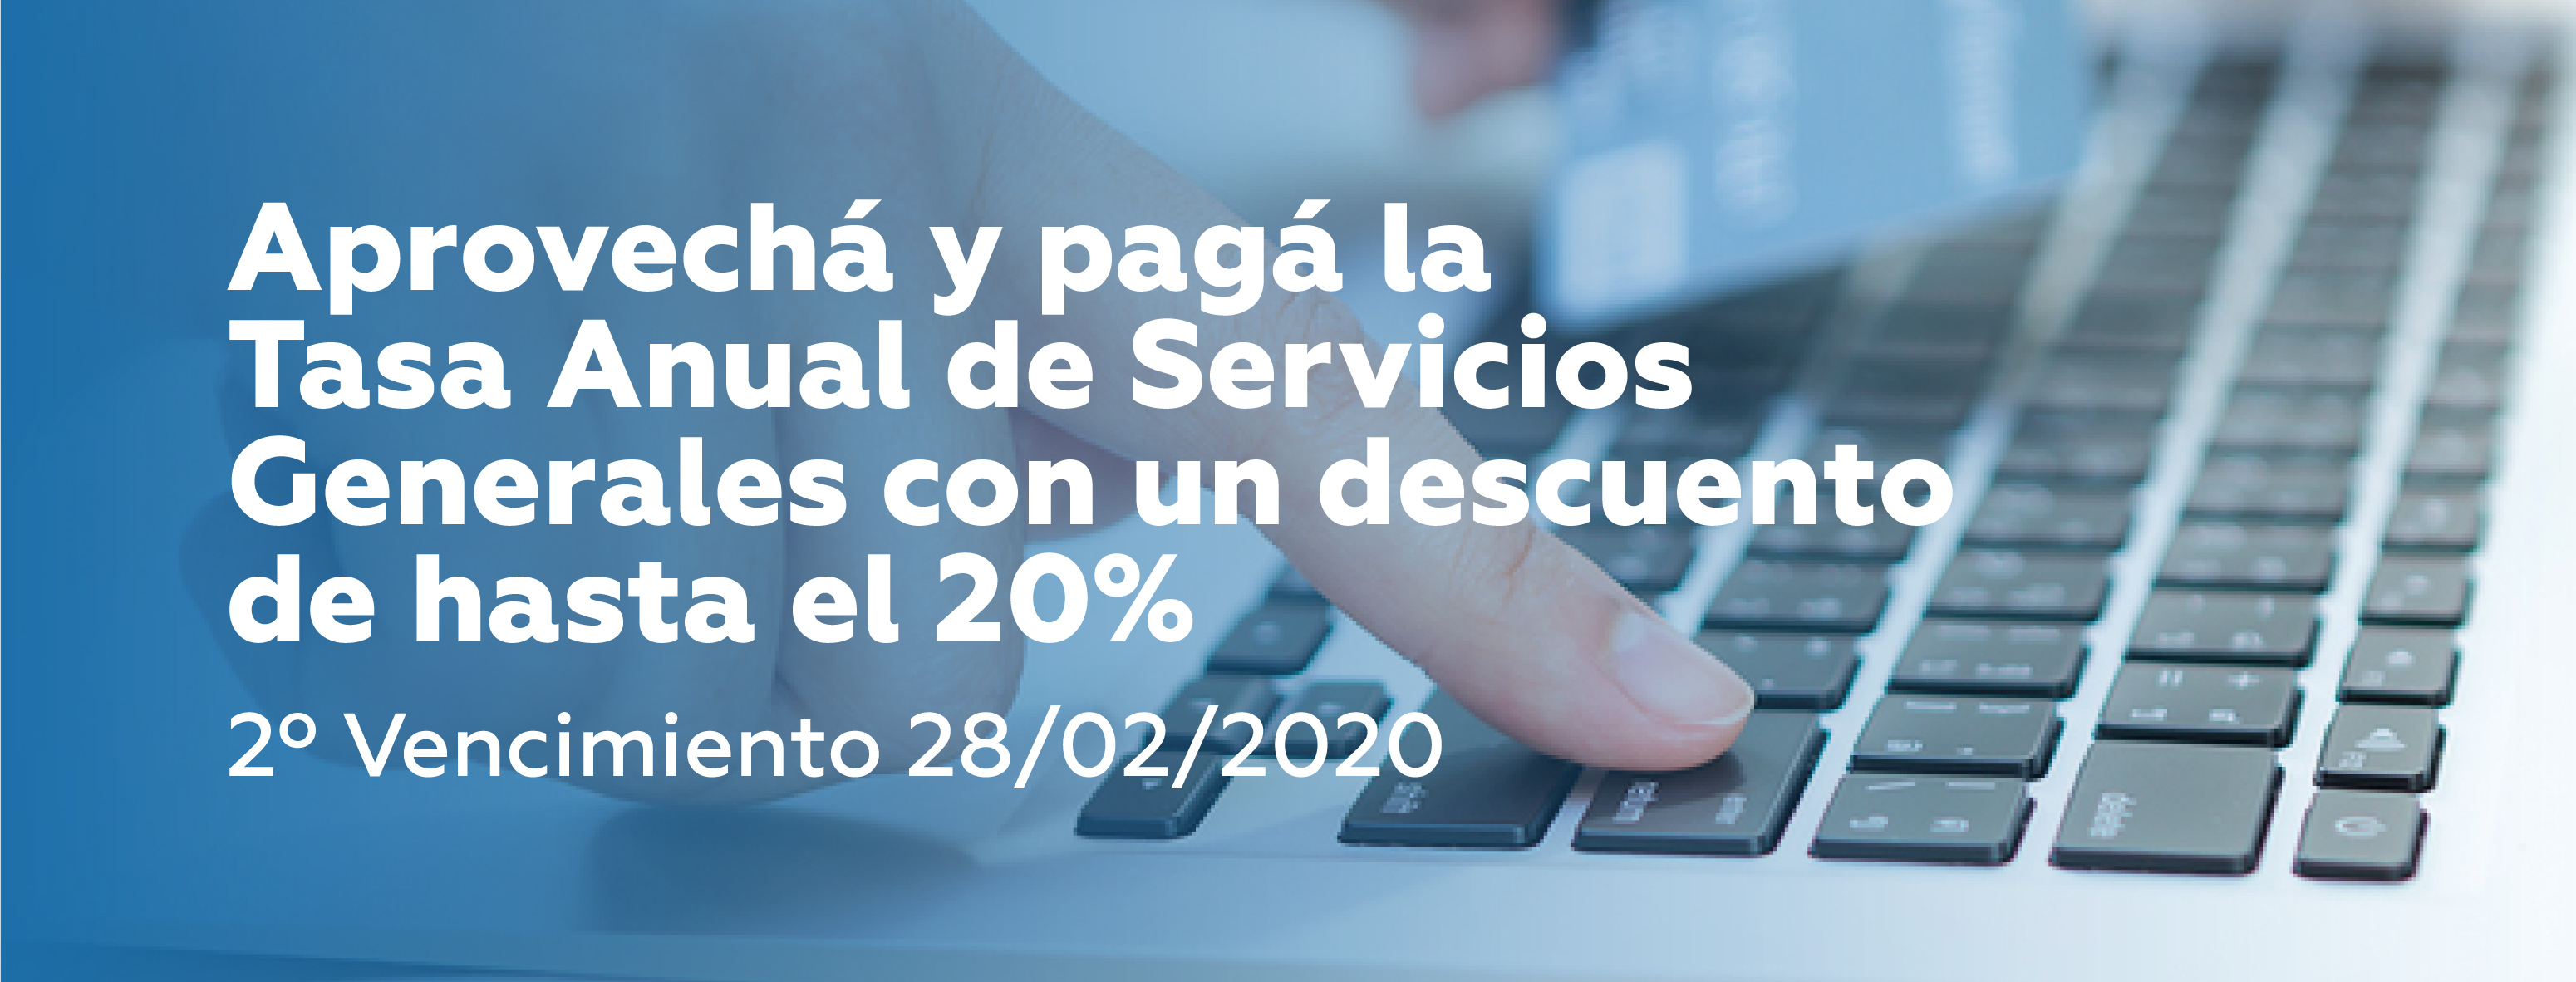 Aprovechá y pagá la
Tasa Anual de Servicios
Generales con un descuento
de hasta el 20%
2º Vencimiento 28/02/2020
delete